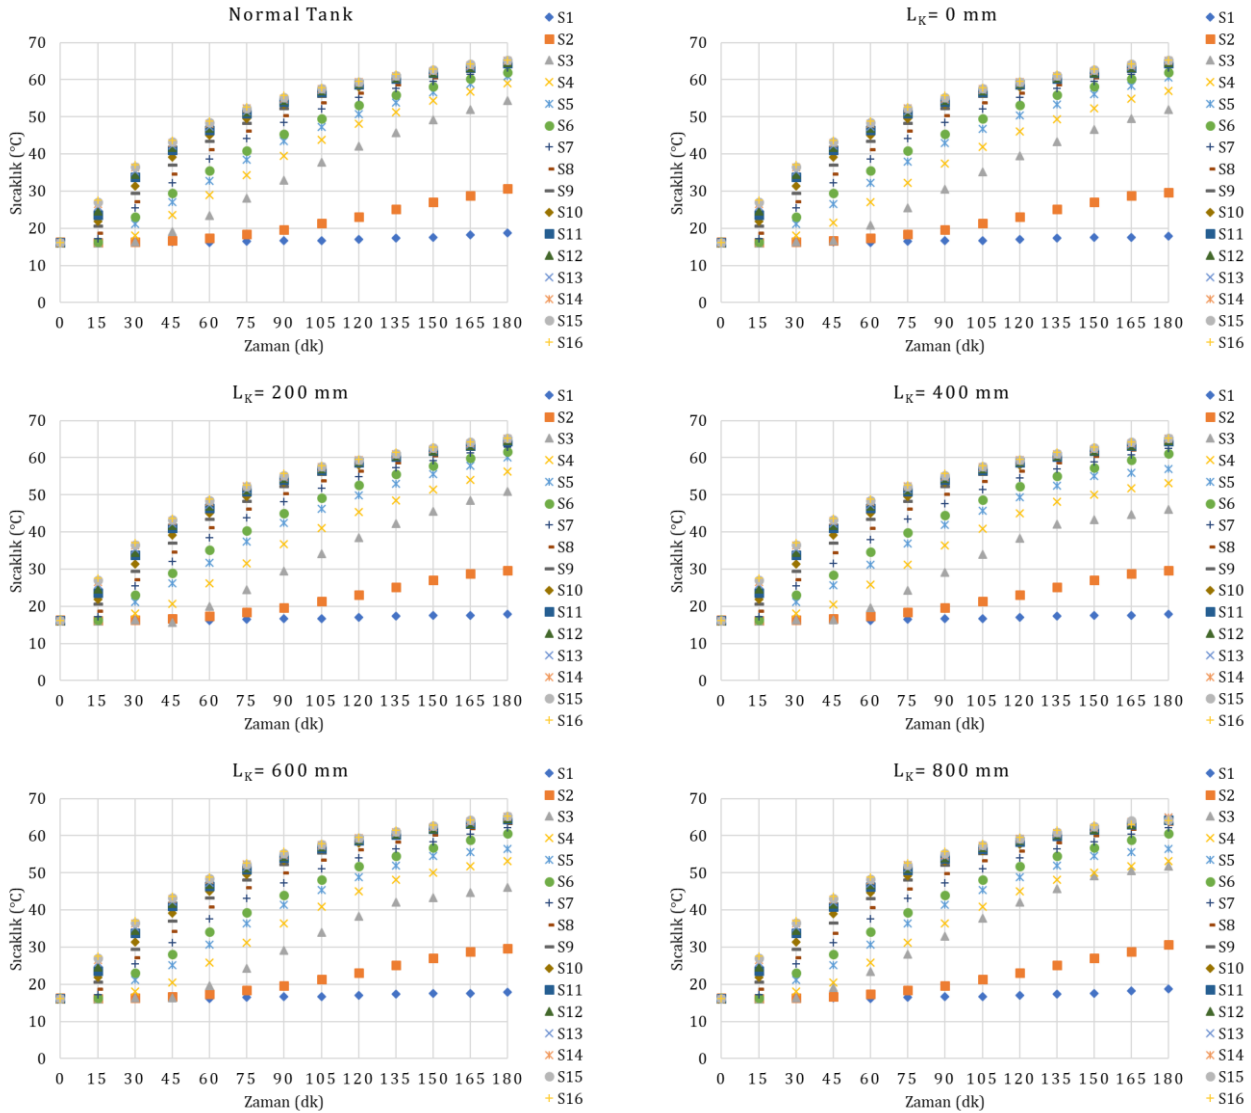 Normal Tank
70
60
50
40
30
20
10
0
Sıcaklık (°C)
0 15 30 45 60 75 90 105 120 135 150 165 180
Zaman (dk)
S1
S2
S3
S4
S5
S6
S7
S8
S9
S10
S11
S12
S13
S14
S15
S16
L_K= 0 mm
70
60
50
40
30
20
10
0
Sıcaklık (°C)
0 15 30 45 60 75 90 105 120 135 150 165 180
Zaman (dk)
S1
S2
S3
S4
S5
S6
S7
S8
S9
S10
S11
S12
S13
S14
S15
S16
L_K= 200 mm
70
60
50
40
30
20
10
0
Sıcaklık (°C)
0 15 30 45 60 75 90 105 120 135 150 165 180
Zaman (dk)
S1
S2
S3
S4
S5
S6
S7
S8
S9
S10
S11
S12
S13
S14
S15
S16
L_K= 400 mm
70
60
50
40
30
20
10
0
Sıcaklık (°C)
0 15 30 45 60 75 90 105 120 135 150 165 180
Zaman (dk)
S1
S2
S3
S4
S5
S6
S7
S8
S9
S10
S11
S12
S13
S14
S15
S16
L_K= 600 mm
70
60
50
40
30
20
10
0
Sıcaklık (°C)
0 15 30 45 60 75 90 105 120 135 150 165 180
Zaman (dk)
S1
S2
S3
S4
S5
S6
S7
S8
S9
S10
S11
S12
S13
S14
S15
S16
L_K= 800 mm
70
60
50
40
30
20
10
0
Sıcaklık (°C)
0 15 30 45 60 75 90 105 120 135 150 165 180
Zaman (dk)
S1
S2
S3
S4
S5
S6
S7
S8
S9
S10
S11
S12
S13
S14
S15
S16